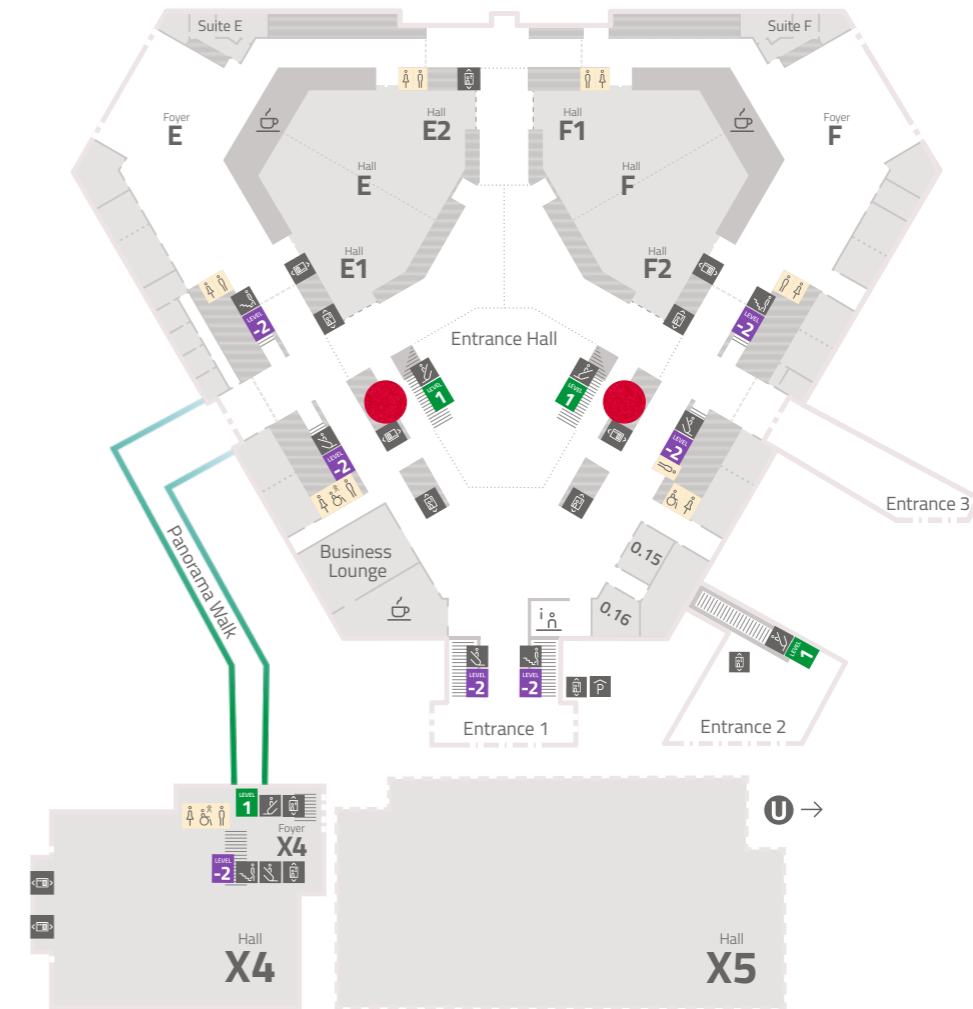 Suite E
Suite F
Foyer
E
Hall
E2
Hall
F1
Foyer
F
Hall
E
Hall
F
Hall
E1
Hall
F2
LEVEL
-2
LEVEL
-2
Entrance Hall
LEVEL
1
LEVEL
1
LEVEL
-2
LEVEL
-2
Entrance 3
Panorama Walk
Business
Lounge
0.15
0.16
i
LEVEL
1
LEVEL
-2
LEVEL
-2
P
Entrance 1
Entrance 2
LEVEL
1
Foyer
X4
LEVEL
-2
U
Hall
X4
Hall
X5